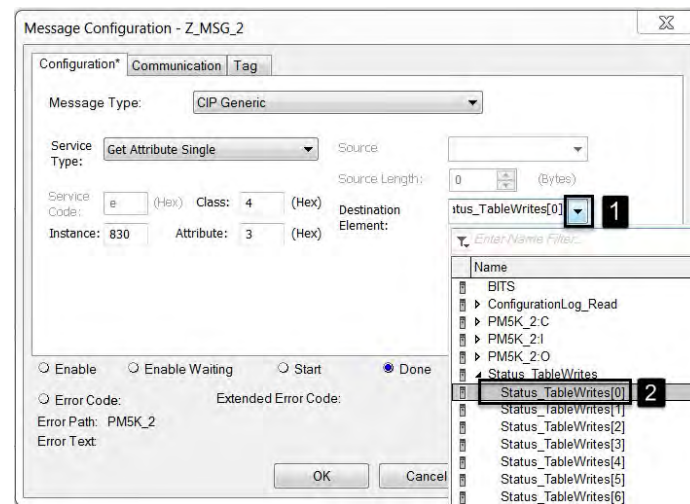 Message Configuration - Z_MSG_2
Configuration* Communication Tag
Message Type: CIP Generic
Service Type: Get Attribute Single
Source
Source Length: 0 (Bytes)
Service Code: e (Hex) Class: 4 (Hex)
Destination Element: tus_TableWrites[0] 1
Instance: 830 Attribute: 3 (Hex)
Enter Name Filter...
Name
BITS
ConfigurationLog_Read
PM5K_2:C
PM5K_2:I
PM5K_2:O
Status_TableWrites
Status_TableWrites[0] 2
Status_TableWrites[1]
Status_TableWrites[2]
Status_TableWrites[3]
Status_TableWrites[4]
Status_TableWrites[5]
Status_TableWrites[6]
Enable Enable Waiting Start Done
Error Code: Extended Error Code:
Error Path: PM5K_2
Error Text:
OK Cancel